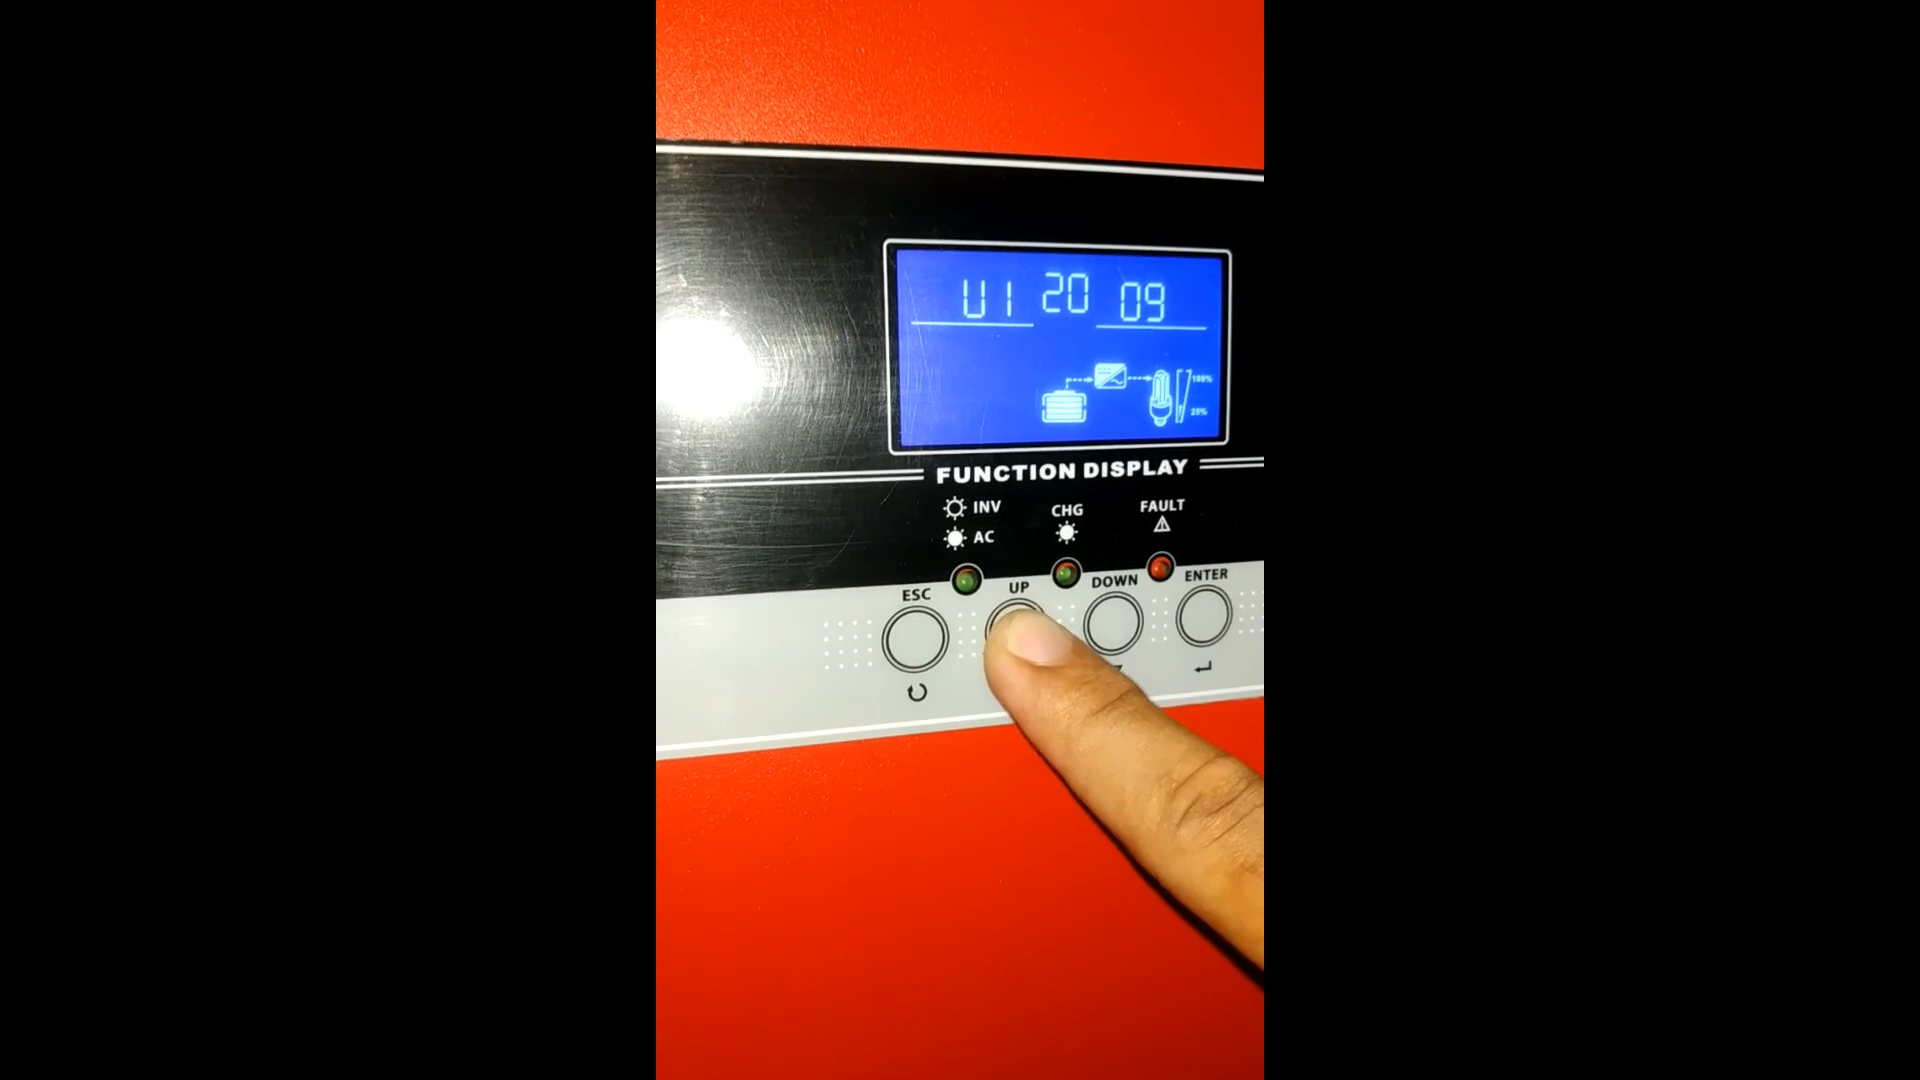 U1 20 09
100%
25%
FUNCTION DISPLAY
INV CHG FAULT
AC
ESC UP DOWN ENTER